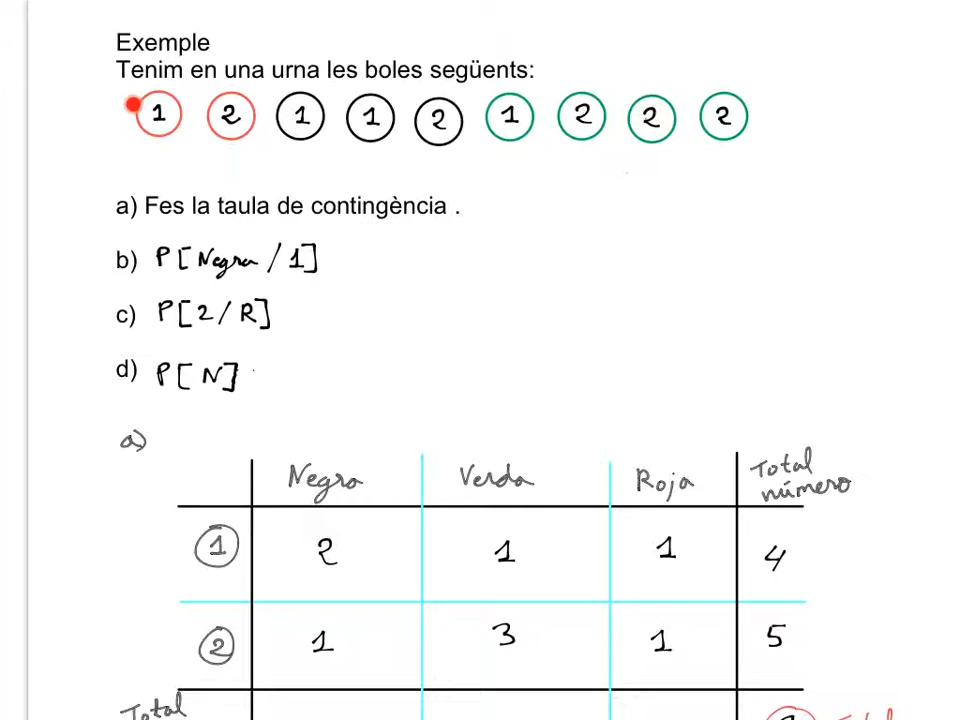 Exemple
Tenim en una urna les boles següents:
1 2 1 1 2 1 2 2 2
a) Fes la taula de contingència .
b) P[Negra / 1]
c) P[2 / R]
d) P[N]
a)
Negra Verda Roja Total número
1 2 1 1 4
2 1 3 1 5
Total